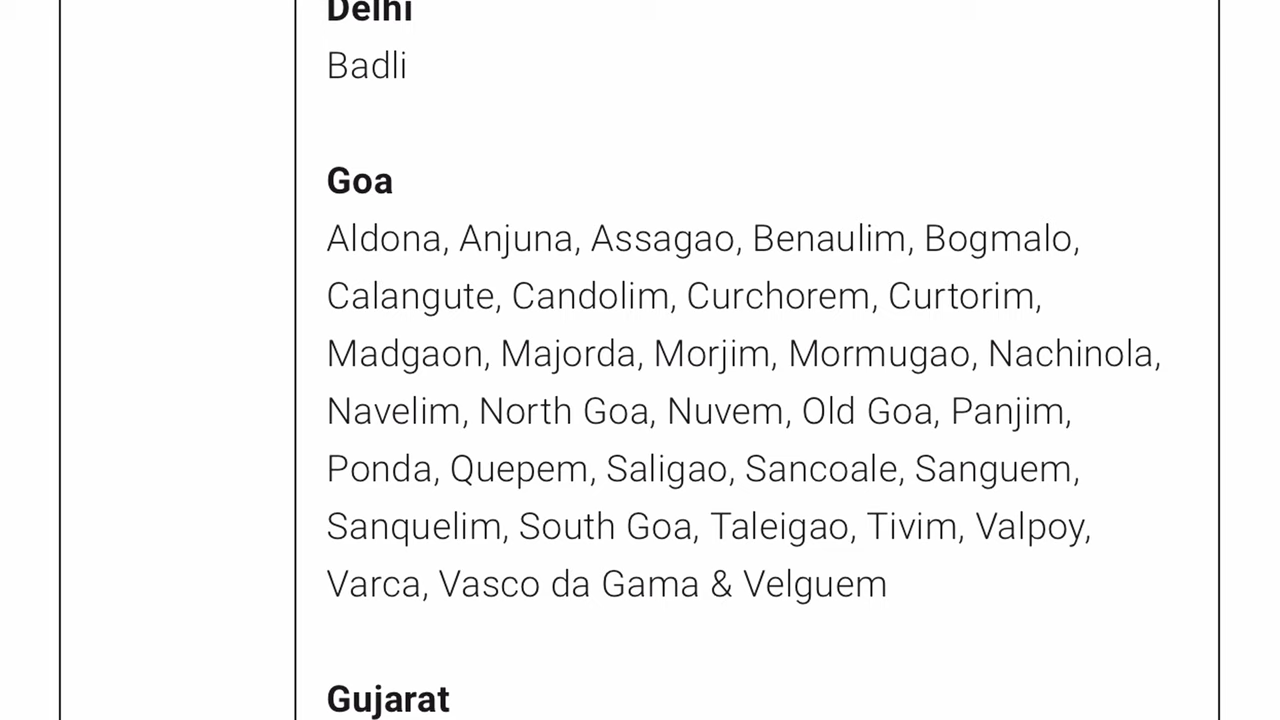 Delhi
Badli
Goa
Aldona, Anjuna, Assagao, Benaulim, Bogmalo,
Calangute, Candolim, Curchorem, Curtorim,
Madgaon, Majorda, Morjim, Mormugao, Nachinola,
Navelim, North Goa, Nuvem, Old Goa, Panjim,
Ponda, Quepem, Saligao, Sancoale, Sanguem,
Sanquelim, South Goa, Taleigao, Tivim, Valpoy,
Varca, Vasco da Gama & Velguem
Gujarat